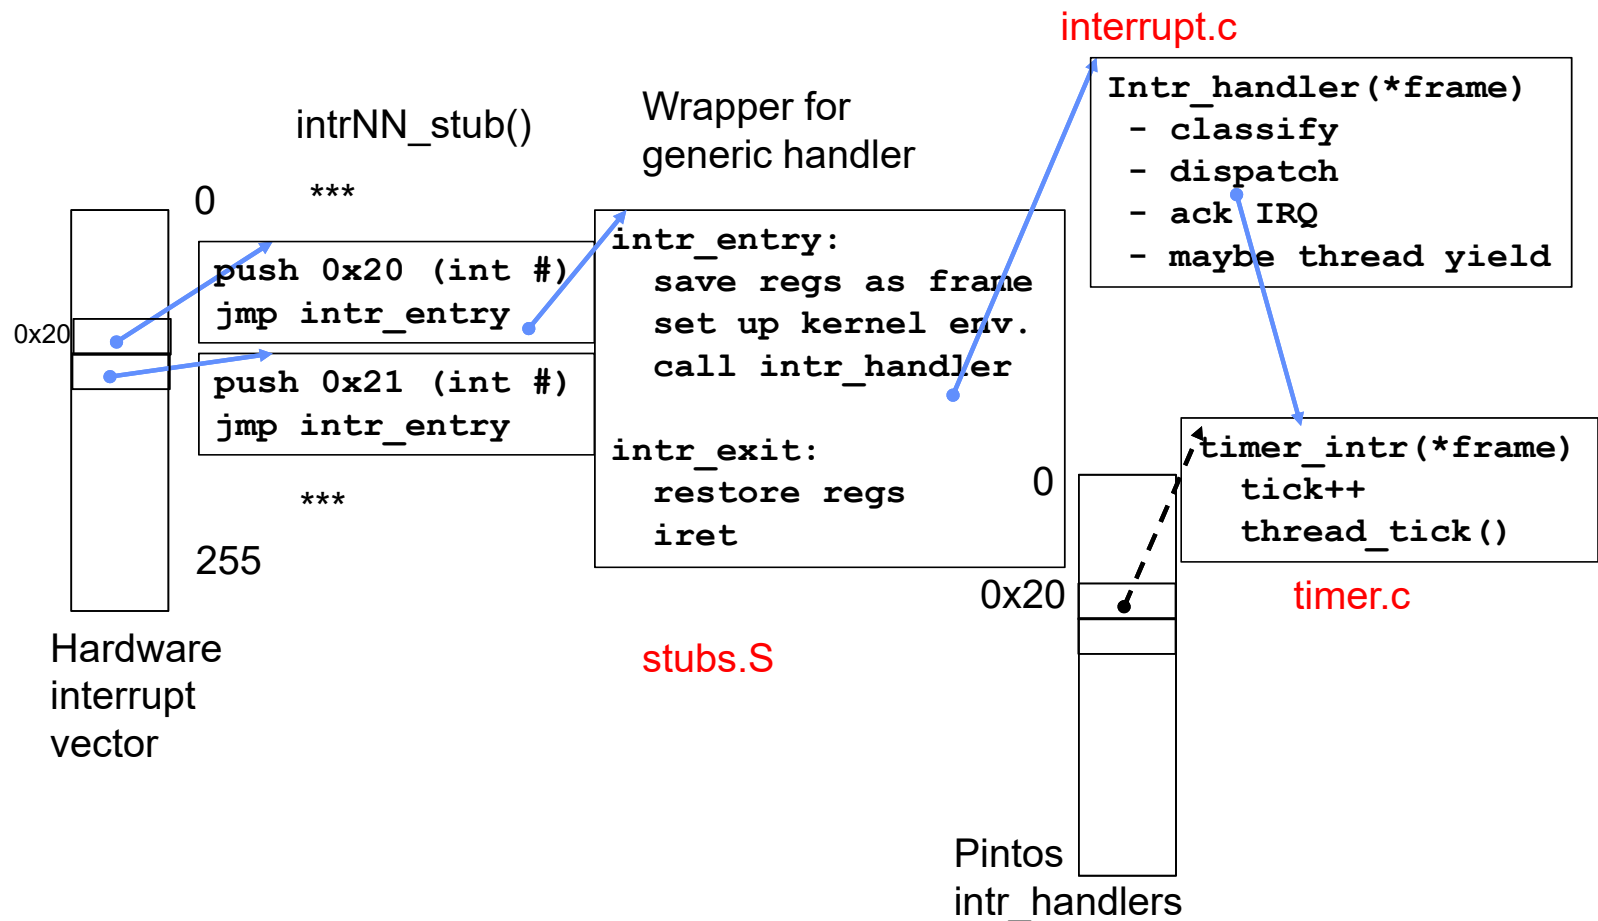 interrupt.c
Intr_handler(*frame)
- classify
- dispatch
- ack IRQ
- maybe thread yield
Wrapper for
generic handler
intrNN_stub()
0
***
push 0x20 (int #)
jmp intr_entry
0x20
push 0x21 (int #)
jmp intr_entry
***
255
Hardware
interrupt
vector
intr_entry:
save regs as frame
set up kernel env.
call intr_handler
intr_exit:
restore regs
iret
stubs.S
timer_intr(*frame)
tick++
thread_tick()
timer.c
0
0x20
Pintos
intr_handlers